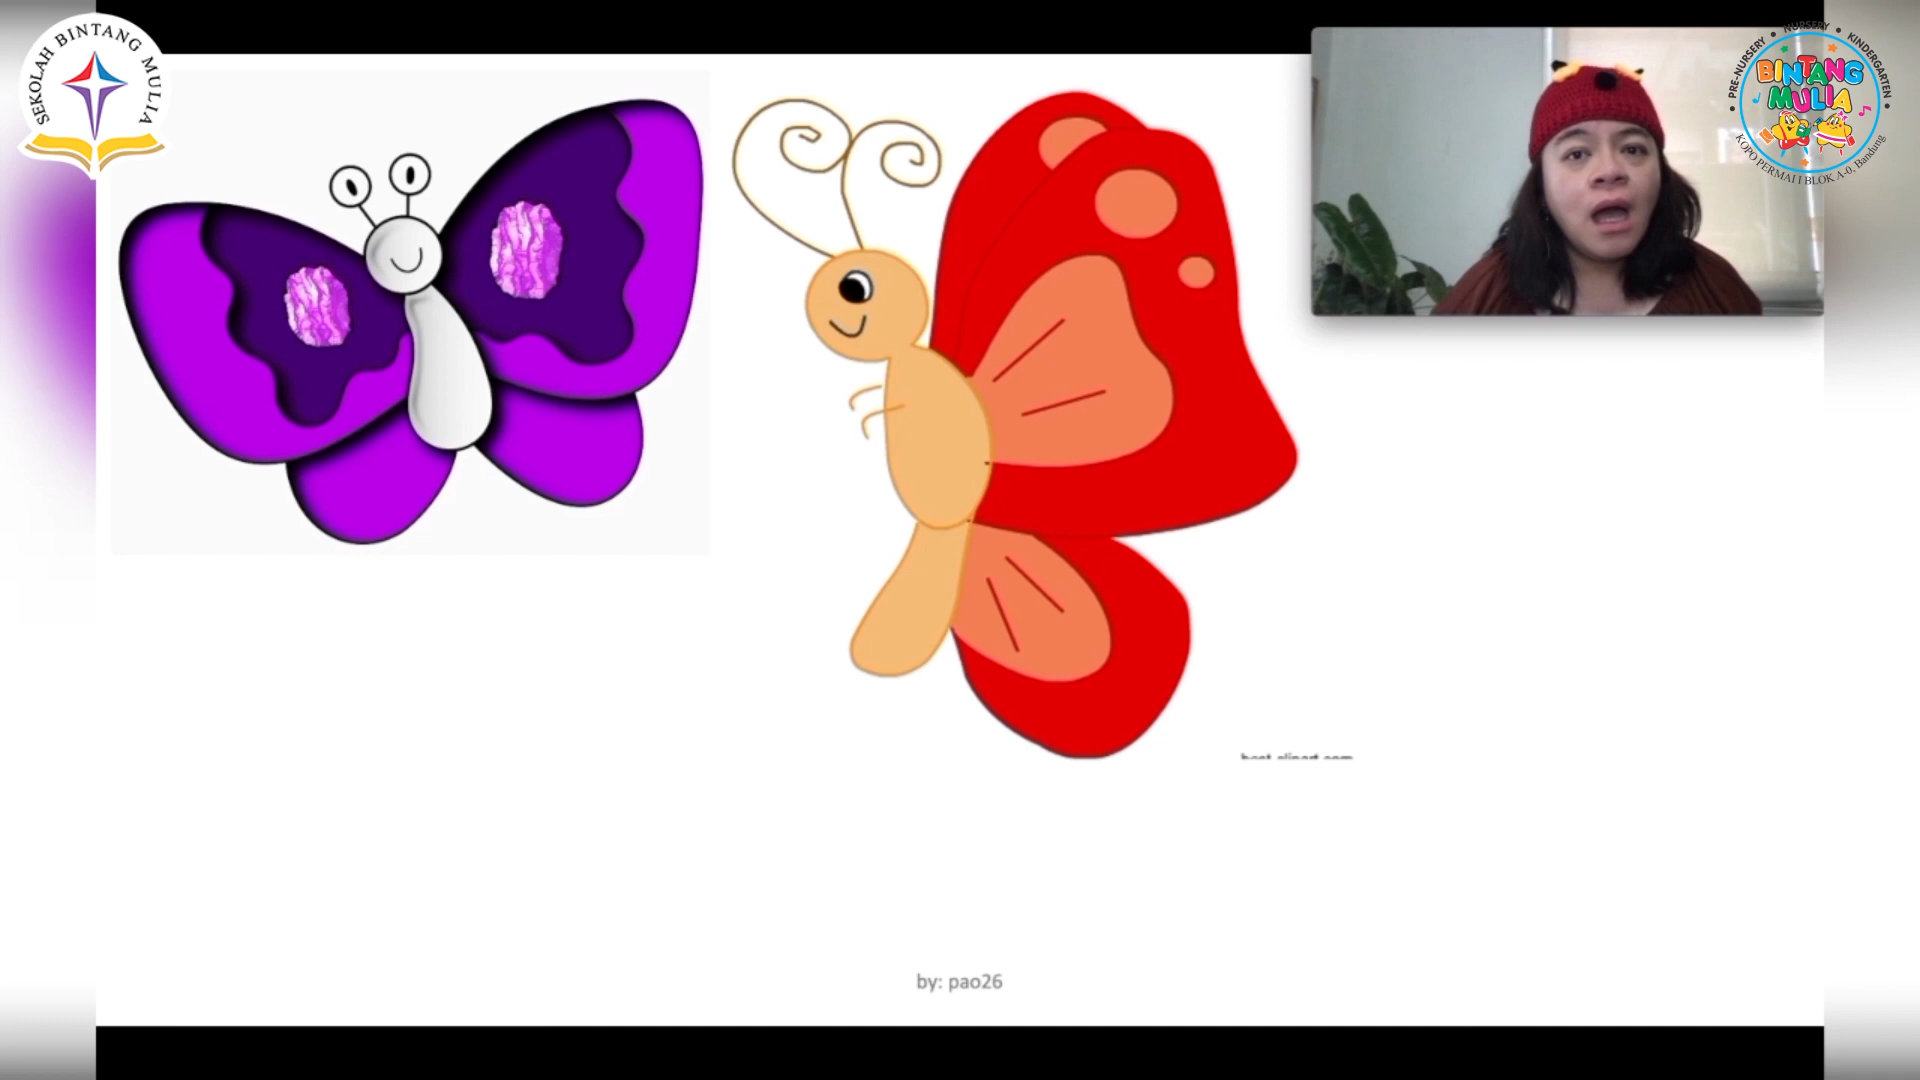 SEKOLAH BINTANG MULIA
PRE-NURSERY • NURSERY • KINDERGARTEN
BINTANG
MULIA
KOPO PERMAI I BLOK A-0, Bandung
by: pao26